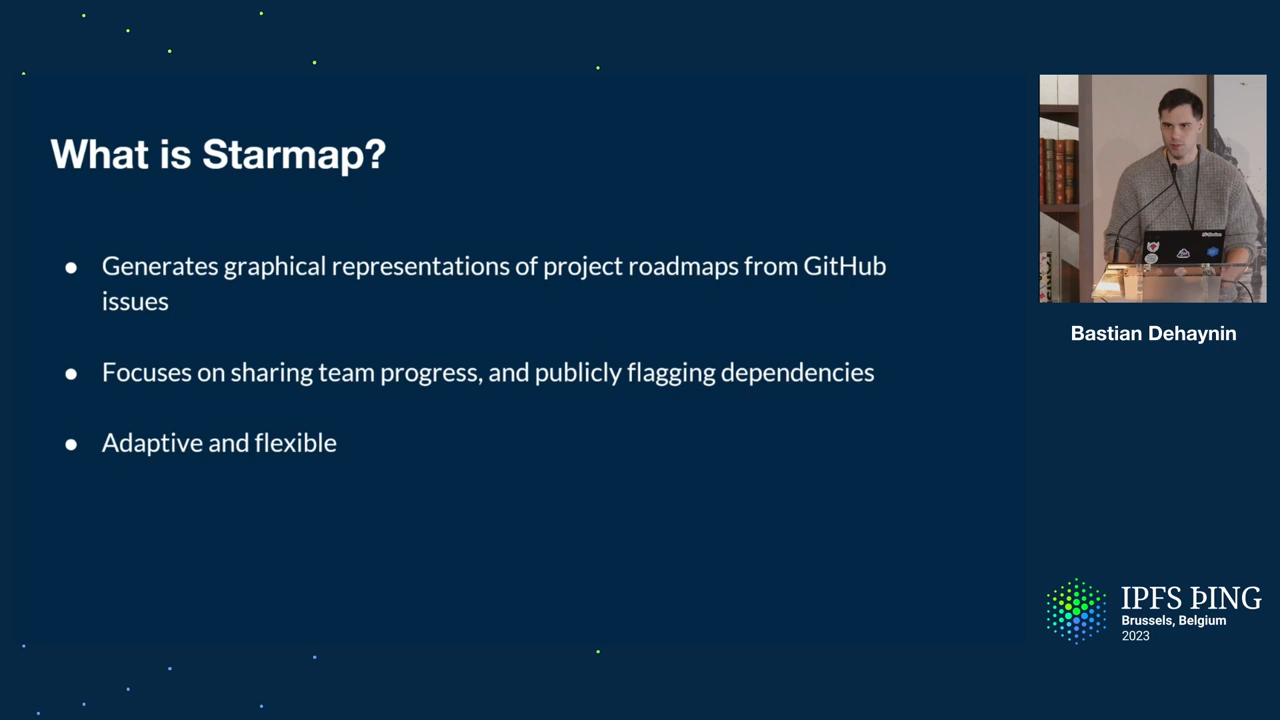 What is Starmap?
● Generates graphical representations of project roadmaps from GitHub
issues
● Focuses on sharing team progress, and publicly flagging dependencies
● Adaptive and flexible
Bastian Dehaynin
IPFS ÞING
Brussels, Belgium
2023